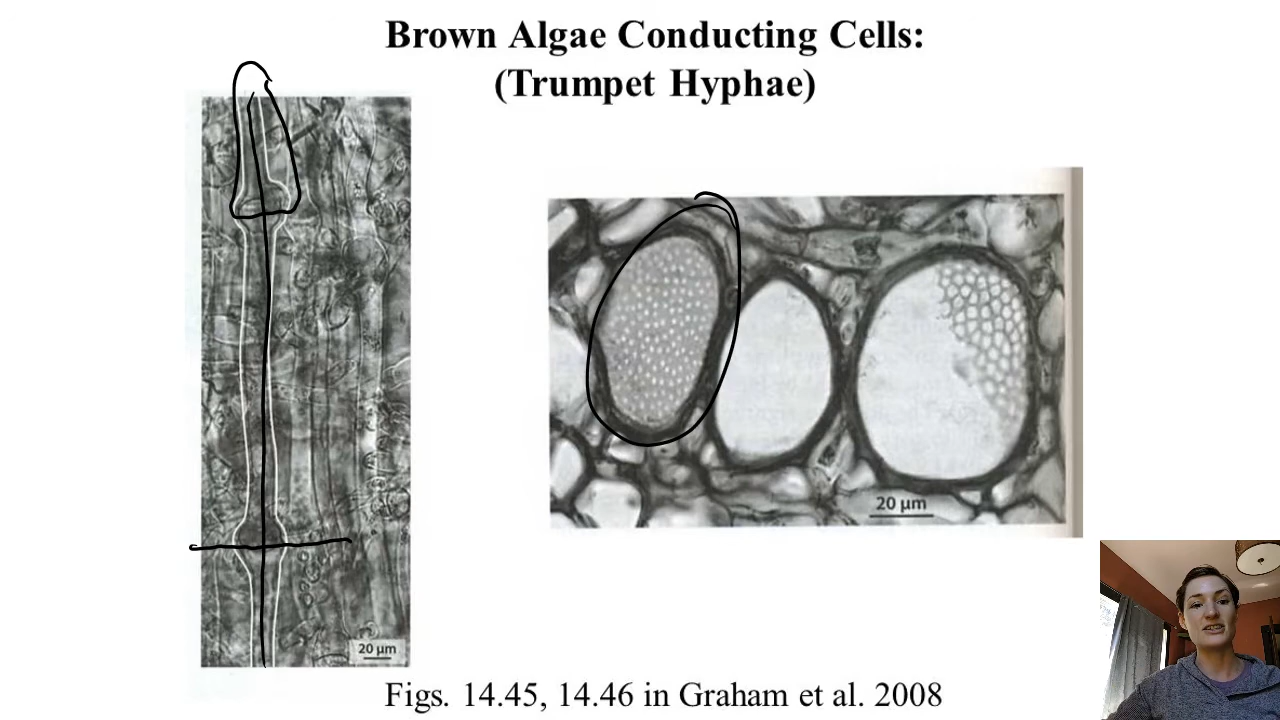 Brown Algae Conducting Cells:
(Trumpet Hyphae)
20 µm
20 µm
Figs. 14.45, 14.46 in Graham et al. 2008